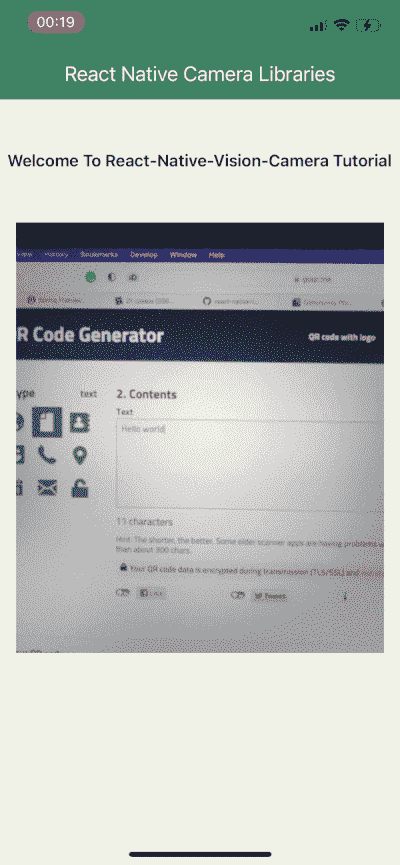 00:19
React Native Camera Libraries
Welcome To React-Native-Vision-Camera Tutorial
View History Bookmarks Develop Window Help
R Code Generator
QR code with logo
ype
text
2. Contents
Text
Hello world
11 characters
Hint: The shorter, the better. Some older scanner apps are having problems w
than about 300 chars.
Your QR code data is encrypted during transmission (TLS/SSL) and
Like
Tweet